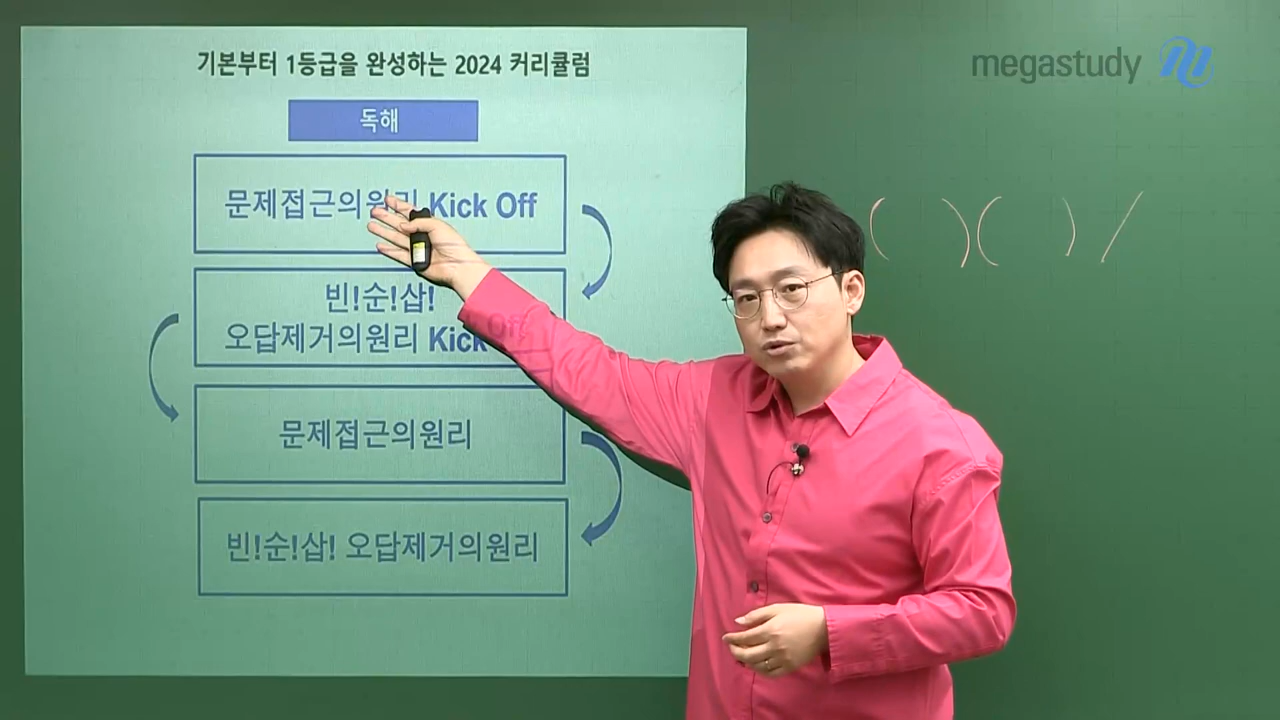 기본부터 1등급을 완성하는 2024 커리큘럼
megastudy
독해
문제접근의원리 Kick Off
빈!순!삽!
오답제거의원리 Kick Off
문제접근의원리
빈!순!삽! 오답제거의원리
( )( )/